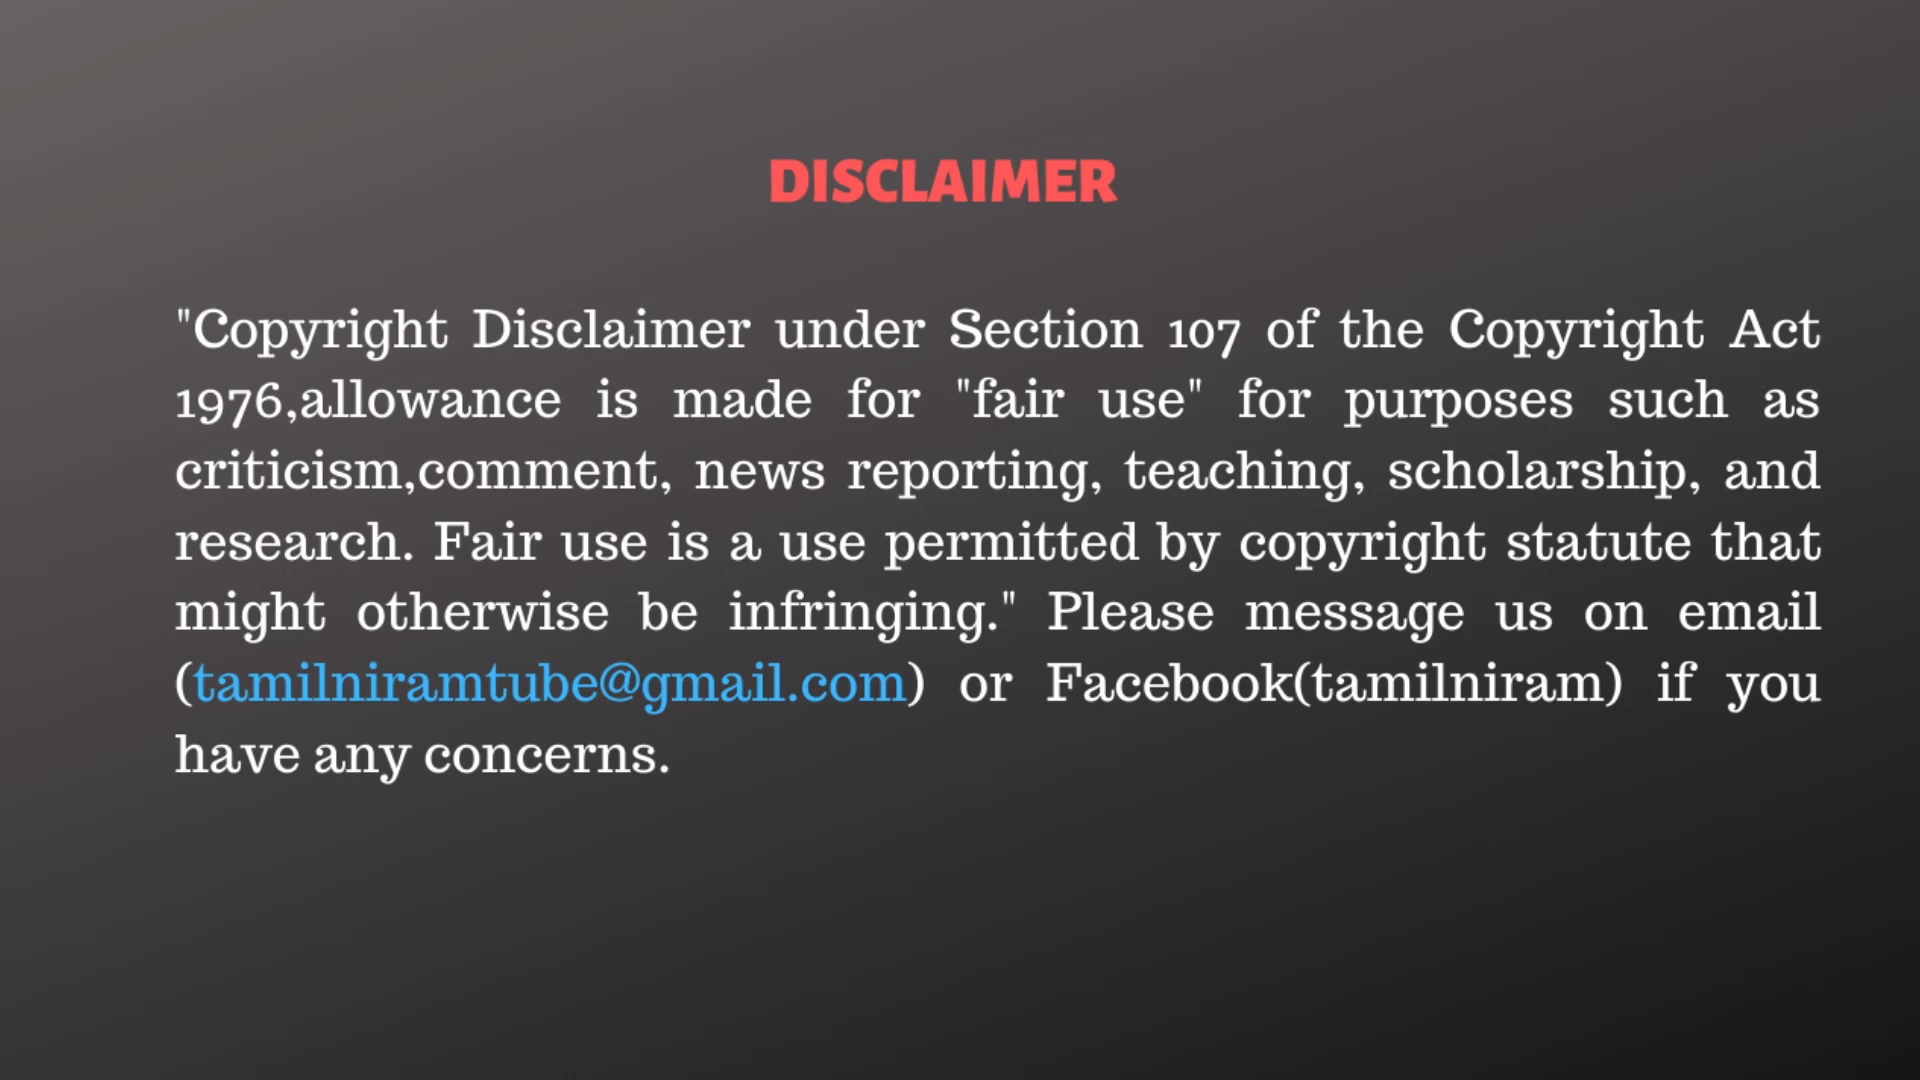 DISCLAIMER
"Copyright Disclaimer under Section 107 of the Copyright Act
1976,allowance is made for "fair use" for purposes such as
criticism,comment, news reporting, teaching, scholarship, and
research. Fair use is a use permitted by copyright statute that
might otherwise be infringing." Please message us on email
(tamilniramtube@gmail.com) or Facebook(tamilniram) if you
have any concerns.